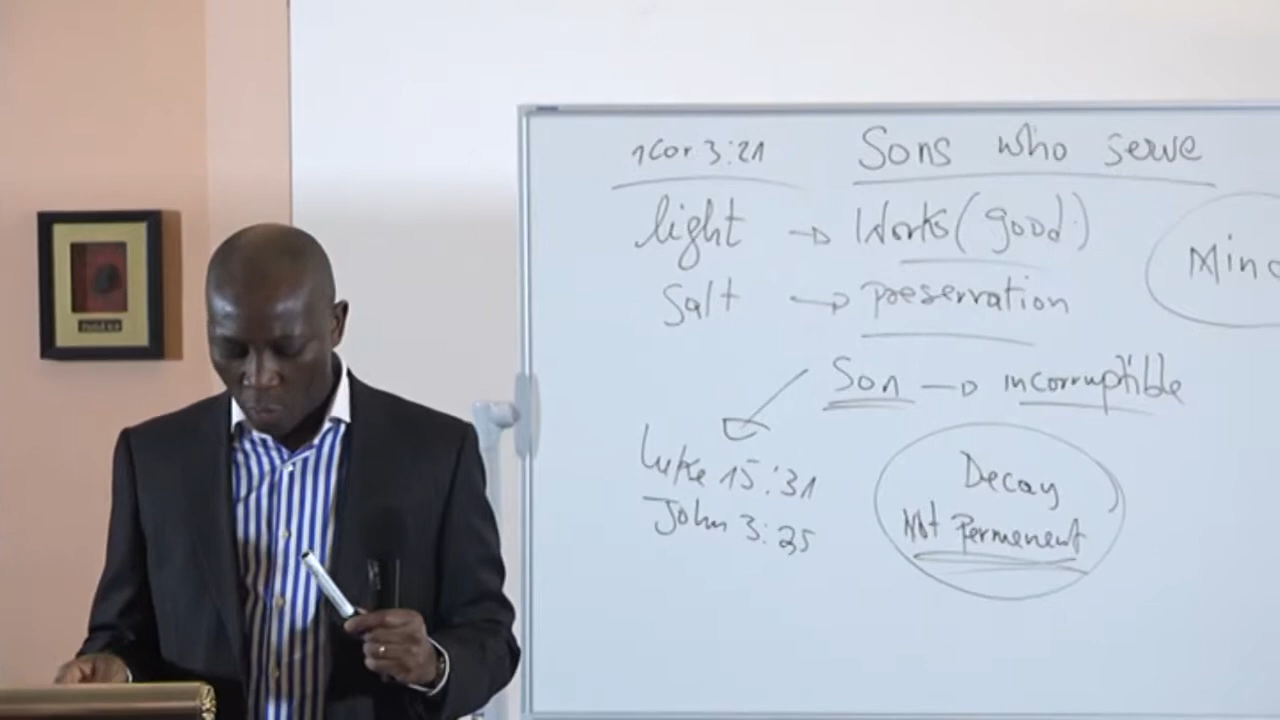 1Cor 3:21 Sons who serve
light → Works (good)
Salt → preservation
Min
Son → incorruptible
Luke 15:31
John 3:35
Decay
Not Permenent